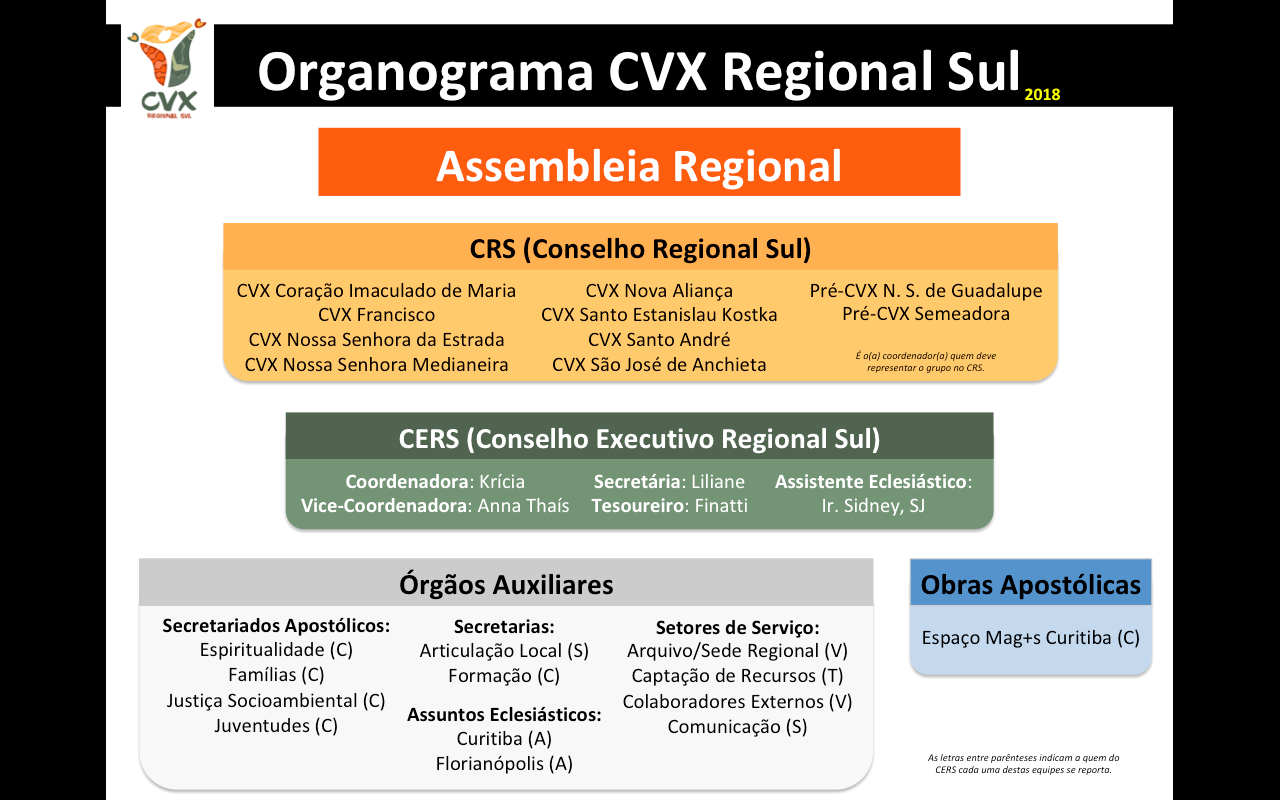 CVX
REGIONAL SUL
Organograma CVX Regional Sul 2018
Assembleia Regional
CRS (Conselho Regional Sul)
CVX Coração Imaculado de Maria
CVX Francisco
CVX Nossa Senhora da Estrada
CVX Nossa Senhora Medianeira
CVX Nova Aliança
CVX Santo Estanislau Kostka
CVX Santo André
CVX São José de Anchieta
Pré-CVX N. S. de Guadalupe
Pré-CVX Semeadora
É o(a) coordenador(a) quem deve
representar o grupo no CRS.
CERS (Conselho Executivo Regional Sul)
Coordenadora: Krícia
Vice-Coordenadora: Anna Thaís
Secretária: Liliane
Tesoureiro: Finatti
Assistente Eclesiástico:
Ir. Sidney, SJ
Órgãos Auxiliares
Secretariados Apostólicos:
Espiritualidade (C)
Famílias (C)
Justiça Socioambiental (C)
Juventudes (C)
Secretarias:
Articulação Local (S)
Formação (C)
Assuntos Eclesiásticos:
Curitiba (A)
Florianópolis (A)
Setores de Serviço:
Arquivo/Sede Regional (V)
Captação de Recursos (T)
Colaboradores Externos (V)
Comunicação (S)
Obras Apostólicas
Espaço Mag+s Curitiba (C)
As letras entre parênteses indicam a quem do
CERS cada uma destas equipes se reporta.